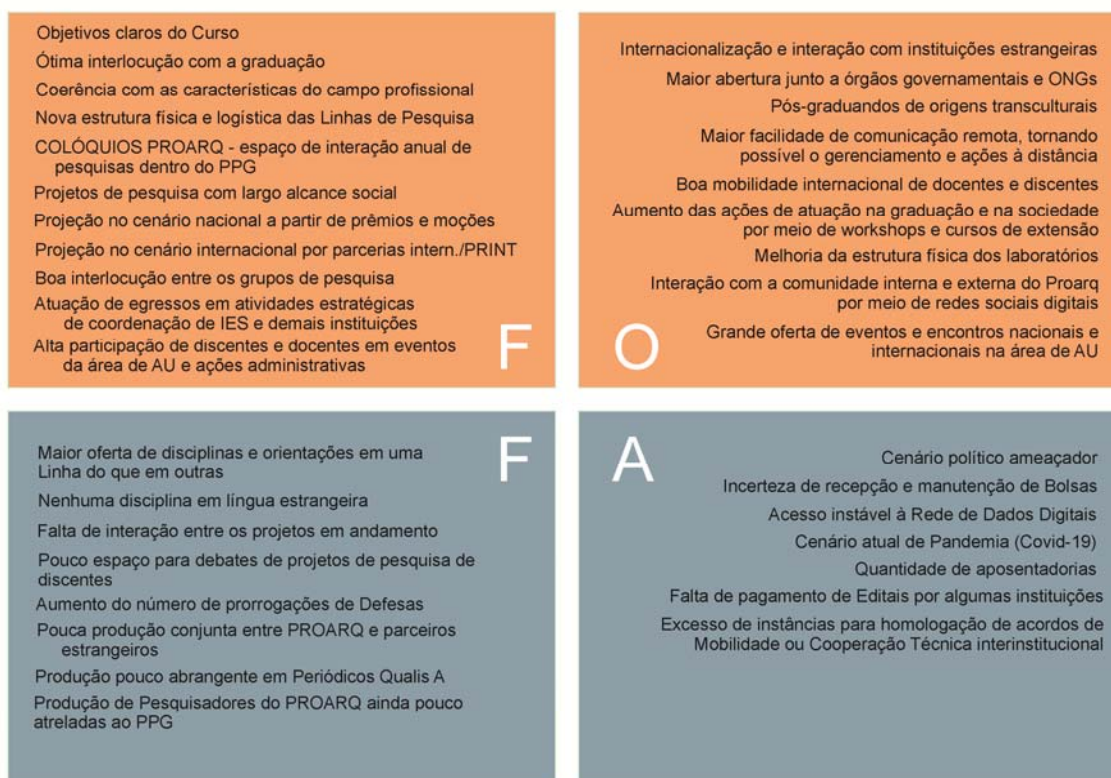 Objetivos claros do Curso
Ótima interlocução com a graduação
Coerência com as características do campo profissional
Nova estrutura física e logística das Linhas de Pesquisa
COLÓQUIOS PROARQ - espaço de interação anual de
pesquisas dentro do PPG
Projetos de pesquisa com largo alcance social
Projeção no cenário nacional a partir de prêmios e moções
Projeção no cenário internacional por parcerias intern./PRINT
Boa interlocução entre os grupos de pesquisa
Atuação de egressos em atividades estratégicas
de coordenação de IES e demais instituições
Alta participação de discentes e docentes em eventos
da área de AU e ações administrativas
F
Internacionalização e interação com instituições estrangeiras
Maior abertura junto a órgãos governamentais e ONGs
Pós-graduandos de origens transculturais
Maior facilidade de comunicação remota, tornando
possível o gerenciamento e ações à distância
Boa mobilidade internacional de docentes e discentes
Aumento das ações de atuação na graduação e na sociedade
por meio de workshops e cursos de extensão
Melhoria da estrutura física dos laboratórios
Interação com a comunidade interna e externa do Proarq
por meio de redes sociais digitais
Grande oferta de eventos e encontros nacionais e
internacionais na área de AU
O
Maior oferta de disciplinas e orientações em uma
Linha do que em outras
Nenhuma disciplina em língua estrangeira
Falta de interação entre os projetos em andamento
Pouco espaço para debates de projetos de pesquisa de
discentes
Aumento do número de prorrogações de Defesas
Pouca produção conjunta entre PROARQ e parceiros
estrangeiros
Produção pouco abrangente em Periódicos Qualis A
Produção de Pesquisadores do PROARQ ainda pouco
atreladas ao PPG
F
A
Cenário político ameaçador
Incerteza de recepção e manutenção de Bolsas
Acesso instável à Rede de Dados Digitais
Cenário atual de Pandemia (Covid-19)
Quantidade de aposentadorias
Falta de pagamento de Editais por algumas instituições
Excesso de instâncias para homologação de acordos de
Mobilidade ou Cooperação Técnica interinstitucional